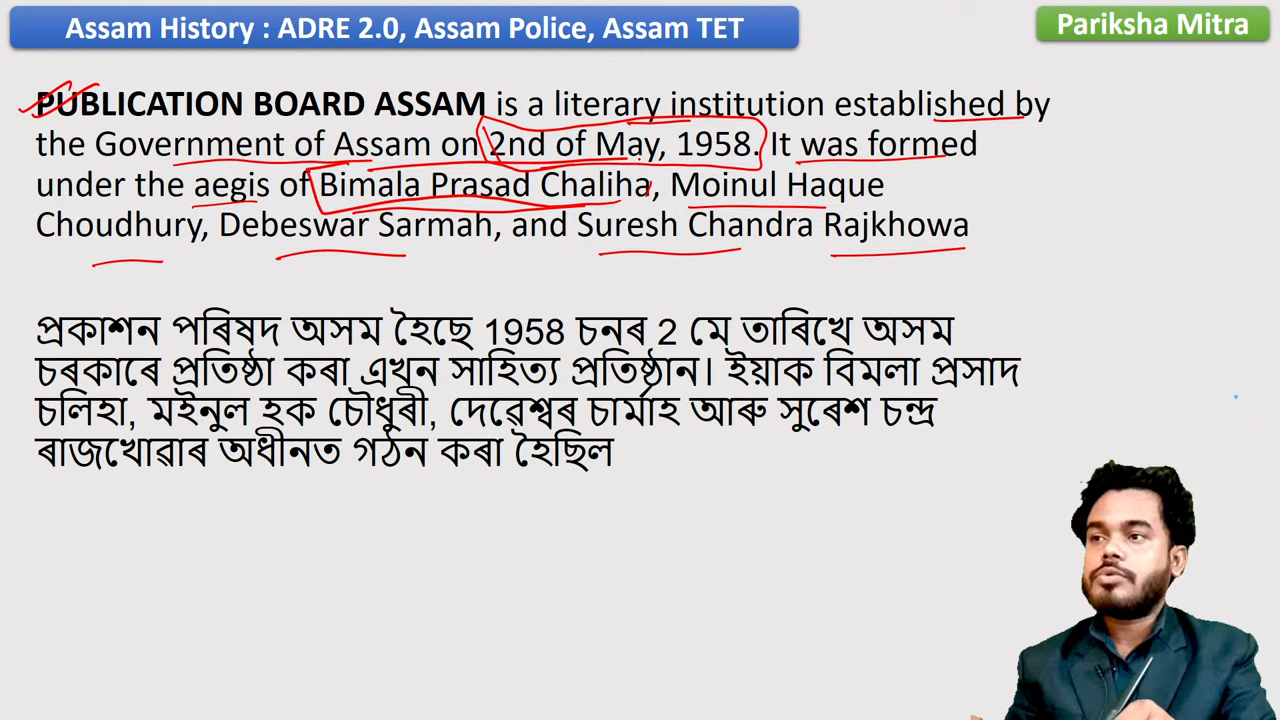 Assam History : ADRE 2.0, Assam Police, Assam TET
Pariksha Mitra
PUBLICATION BOARD ASSAM is a literary institution established by
the Government of Assam on 2nd of May, 1958. It was formed
under the aegis of Bimala Prasad Chaliha, Moinul Haque
Choudhury, Debeswar Sarmah, and Suresh Chandra Rajkhowa
প্ৰকাশন পৰিষদ অসম হৈছে 1958 চনৰ 2 মে তাৰিখে অসম
চৰকাৰে প্ৰতিষ্ঠা কৰা এখন সাহিত্য প্ৰতিষ্ঠান। ইয়াক বিমলা প্ৰসাদ
চলিহা, মইনুল হক চৌধুৰী, দেৱেশ্বৰ চাৰ্মাহ আৰু সুৰেশ চন্দ্ৰ
ৰাজখোৱাৰ অধীনত গঠন কৰা হৈছিল